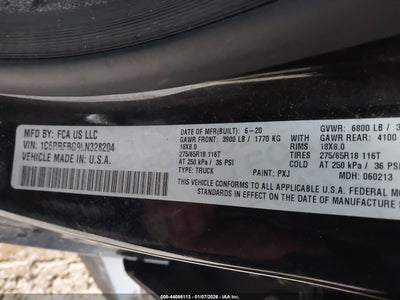 MFD BY: FCA US LLC
DATE OF MFR(BUILT): 6-20
GVWR: 6800 LB
GAWR FRONT: 3900 LB / 1770 KG
WITH
GAWR REAR: 4100
18X8.0
RIMS
18X8.0
275/65R18 116T
TIRES
275/65R18 116T
AT 250 kPa / 36 PSI
COLD
AT 250 kPa / 36 PSI
VEHICLE MADE IN U.S.A.
THIS VEHICLE CONFORMS TO ALL APPLICABLE U.S.A. FEDERAL
STANDARDS IN EFFECT ON THE DATE OF MANUFACTURE SHOWN ABOVE.
TYPE: TRUCK
PAINT: PXJ
MDH: 060213
000-44086113 - 01/07/2026 - © IAA, Inc.